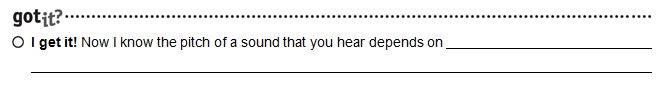 got it?
I get it! Now I know the pitch of a sound that you hear depends on